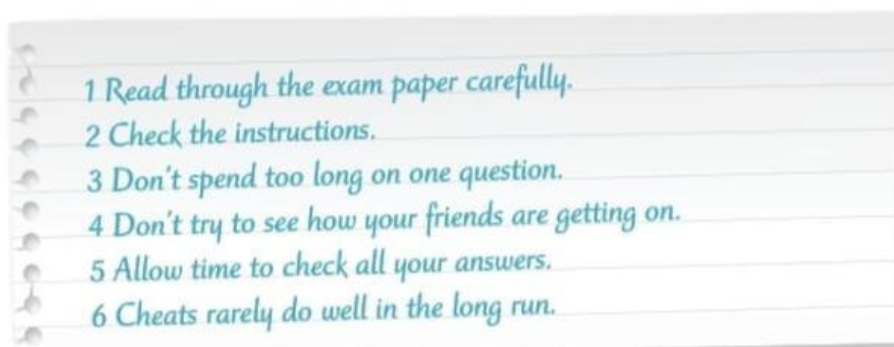 1 Read through the exam paper carefully.
2 Check the instructions.
3 Don't spend too long on one question.
4 Don't try to see how your friends are getting on.
5 Allow time to check all your answers.
6 Cheats rarely do well in the long run.